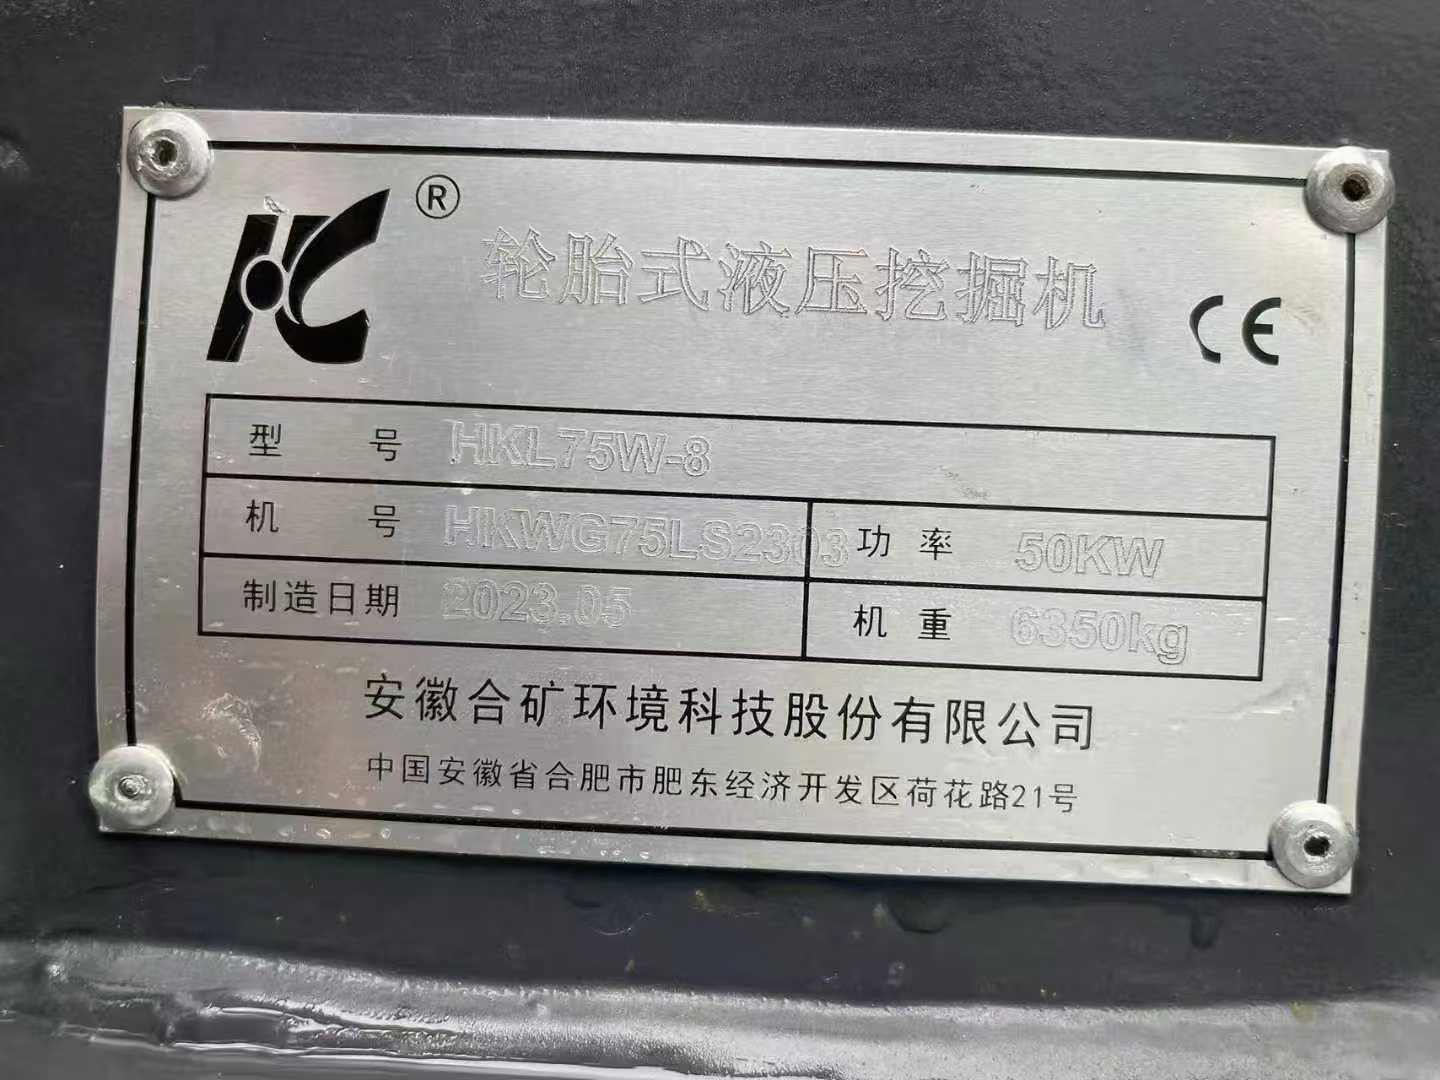 ®
轮胎式液压挖掘机
CE
型 号 HKL75W-8
机 号 HKWG75LS2303 功 率 50KW
制造日期 2023.05 机 重 6350kg
安徽合矿环境科技股份有限公司
中国安徽省合肥市肥东经济开发区荷花路21号